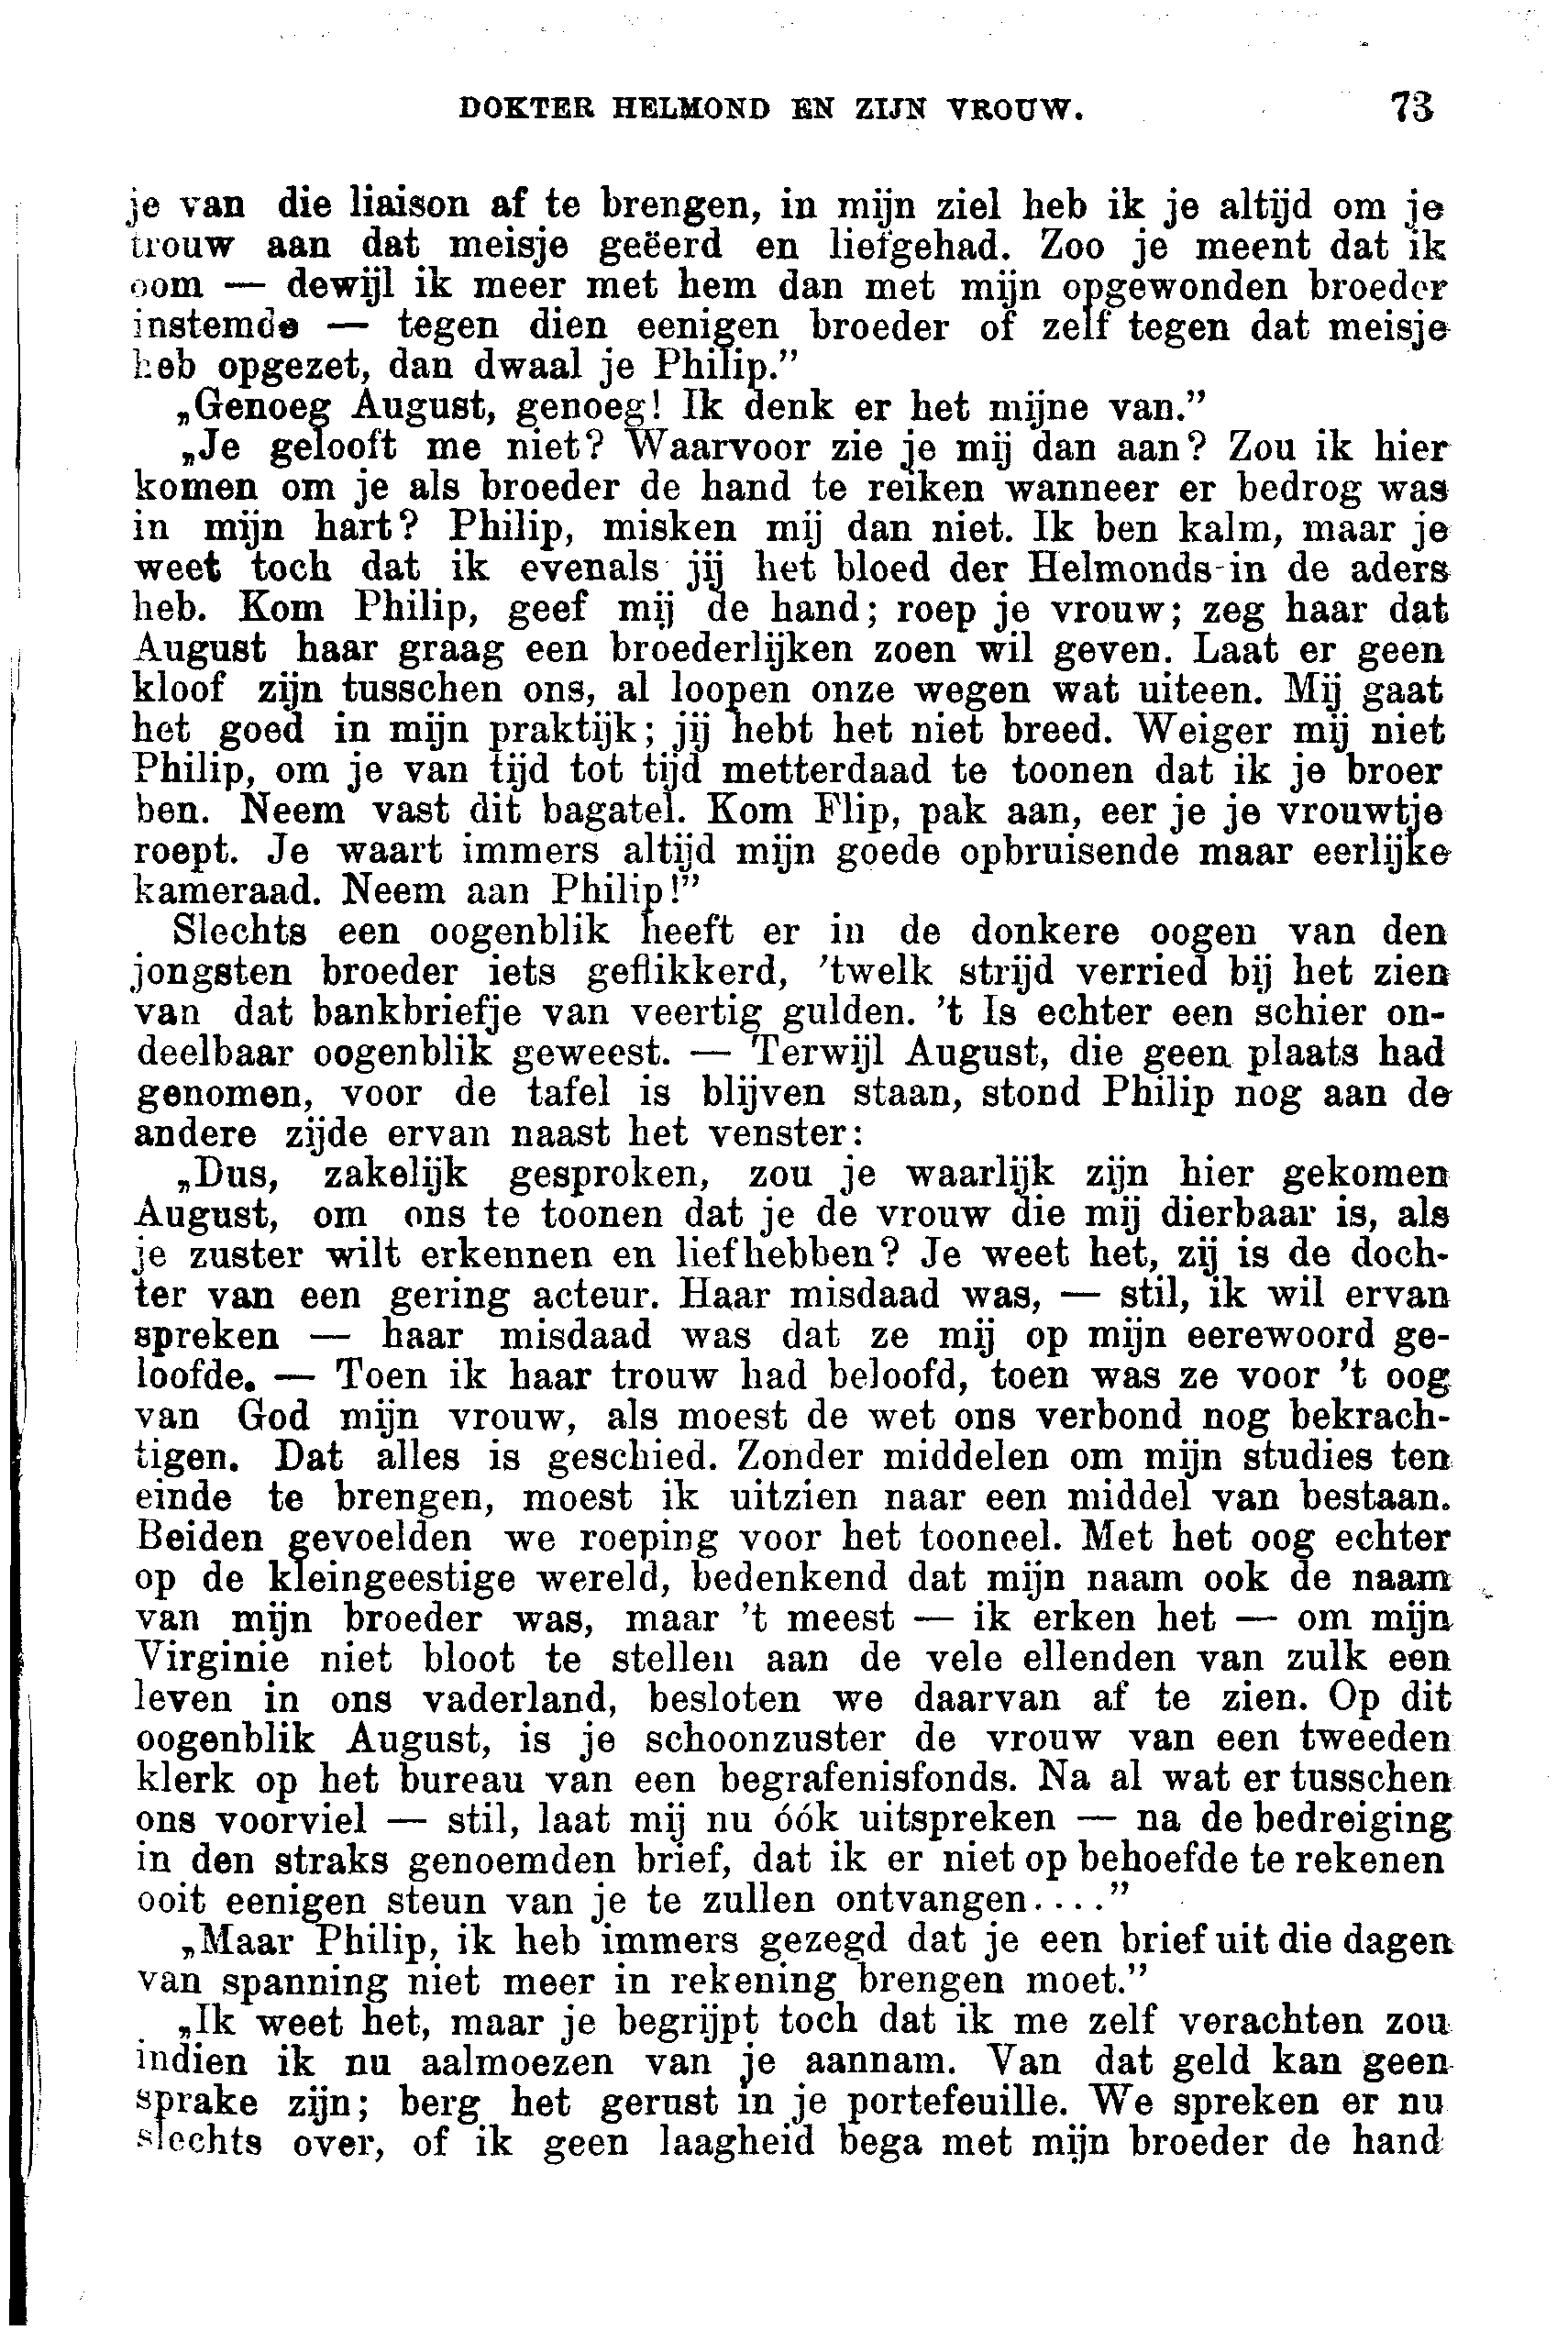 DOKTER HELMOND EN ZIJN VROUW. 73
je van die liaison af te brengen, in mijn ziel heb ik je altijd om je
trouw aan dat meisje geëerd en liefgehad. Zoo je meent dat ik
oom — dewijl ik meer met hem dan met mijn opgewonden broeder
instemde — tegen dien eenigen broeder of zelf tegen dat meisje
heb opgezet, dan dwaal je Philip.”
„Genoeg August, genoeg! Ik denk er het mijne van.”
„Je gelooft me niet? Waarvoor zie je mij dan aan? Zou ik hier
komen om je als broeder de hand te reiken wanneer er bedrog was
in mijn hart? Philip, misken mij dan niet. Ik ben kalm, maar je
weet toch dat ik evenals jij het bloed der Helmonds in de aders
heb. Kom Philip, geef mij de hand; roep je vrouw; zeg haar dat
August haar graag een broederlijken zoen wil geven. Laat er geen
kloof zijn tusschen ons, al loopen onze wegen wat uiteen. Mij gaat
het goed in mijn praktijk; jij hebt het niet breed. Weiger mij niet
Philip, om je van tijd tot tijd metterdaad te toonen dat ik je broer
ben. Neem vast dit bagatel. Kom Flip, pak aan, eer je je vrouwtje
roept. Je waart immers altijd mijn goede opbruisende maar eerlijke
kameraad. Neem aan Philip!”
Slechts een oogenblik heeft er in de donkere oogen van den
jongsten broeder iets geflikkerd, ’twelk strijd verried bij het zien
van dat bankbriefje van veertig gulden. ’t Is echter een schier on-
deelbaar oogenblik geweest. — Terwijl August, die geen plaats had
genomen, voor de tafel is blijven staan, stond Philip nog aan de
andere zijde ervan naast het venster:
„Dus, zakelijk gesproken, zou je waarlijk zijn hier gekomen
August, om ons te toonen dat je de vrouw die mij dierbaar is, als
je zuster wilt erkennen en liefhebben? Je weet het, zij is de doch-
ter van een gering acteur. Haar misdaad was, — stil, ik wil ervan
spreken — haar misdaad was dat ze mij op mijn eerewoord ge-
loofde. — Toen ik haar trouw had beloofd, toen was ze voor ’t oog
van God mijn vrouw, als moest de wet ons verbond nog bekrach-
tigen. Dat alles is geschied. Zonder middelen om mijn studies ten
einde te brengen, moest ik uitzien naar een middel van bestaan.
Beiden gevoelden we roeping voor het tooneel. Met het oog echter
op de kleingeestige wereld, bedenkend dat mijn naam ook de naam
van mijn broeder was, maar ’t meest — ik erken het — om mijn
Virginie niet bloot te stellen aan de vele ellenden van zulk een
leven in ons vaderland, besloten we daarvan af te zien. Op dit
oogenblik August, is je schoonzuster de vrouw van een tweeden
klerk op het bureau van een begrafenisfonds. Na al wat er tusschen
ons voorviel — stil, laat mij nu óók uitspreken — na de bedreiging
in den straks genoemden brief, dat ik er niet op behoefde te rekenen
ooit eenigen steun van je te zullen ontvangen....”
„Maar Philip, ik heb immers gezegd dat je een brief uit die dagen
van spanning niet meer in rekening brengen moet.”
„Ik weet het, maar je begrijpt toch dat ik me zelf verachten zou
indien ik nu aalmoezen van je aannam. Van dat geld kan geen
sprake zijn; berg het gerust in je portefeuille. We spreken er nu
slechts over, of ik geen laagheid bega met mijn broeder de hand